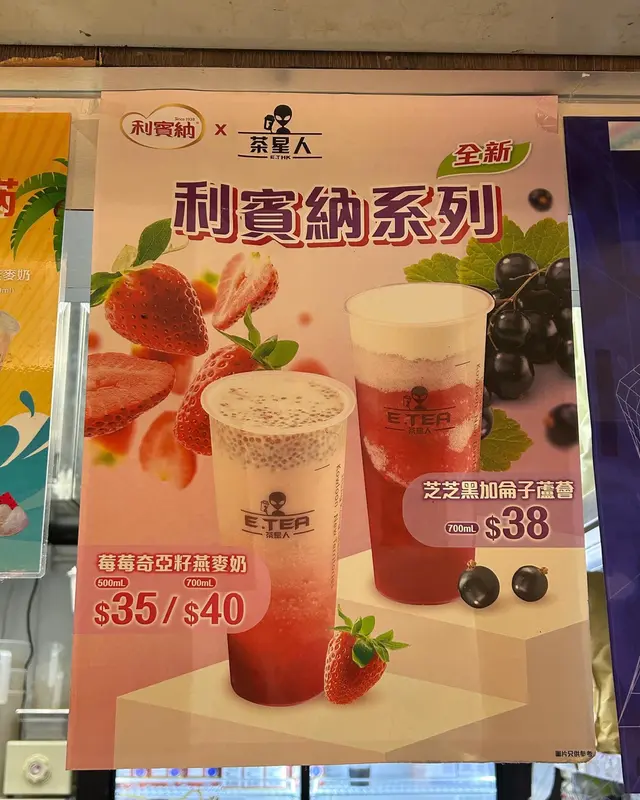 利賓納
Since 1938
X
茶星人
E.T HK
全新
利賓納系列
E.TEA
茶星人
芝芝黑加侖子蘆薈
700mL $38
E.TEA
茶星人
莓莓奇亞籽燕麥奶
500mL 700mL
$35 / $40
圖片只供參考
麥奶